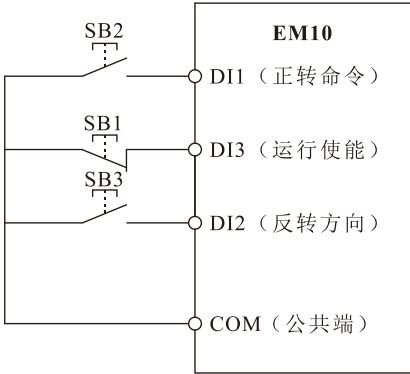 SB2
EM10
DI1（正转命令）
SB1
DI3（运行使能）
SB3
DI2（反转方向）
COM（公共端）